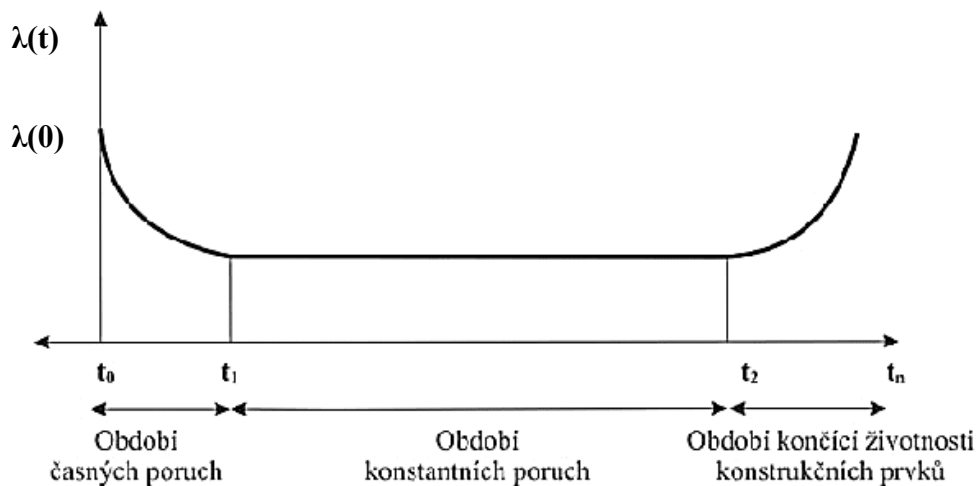 λ(t)
λ(0)
t₀ t₁ t₂ tₙ
Období Období Období končící životnosti
časných poruch konstantních poruch konstrukčních prvků